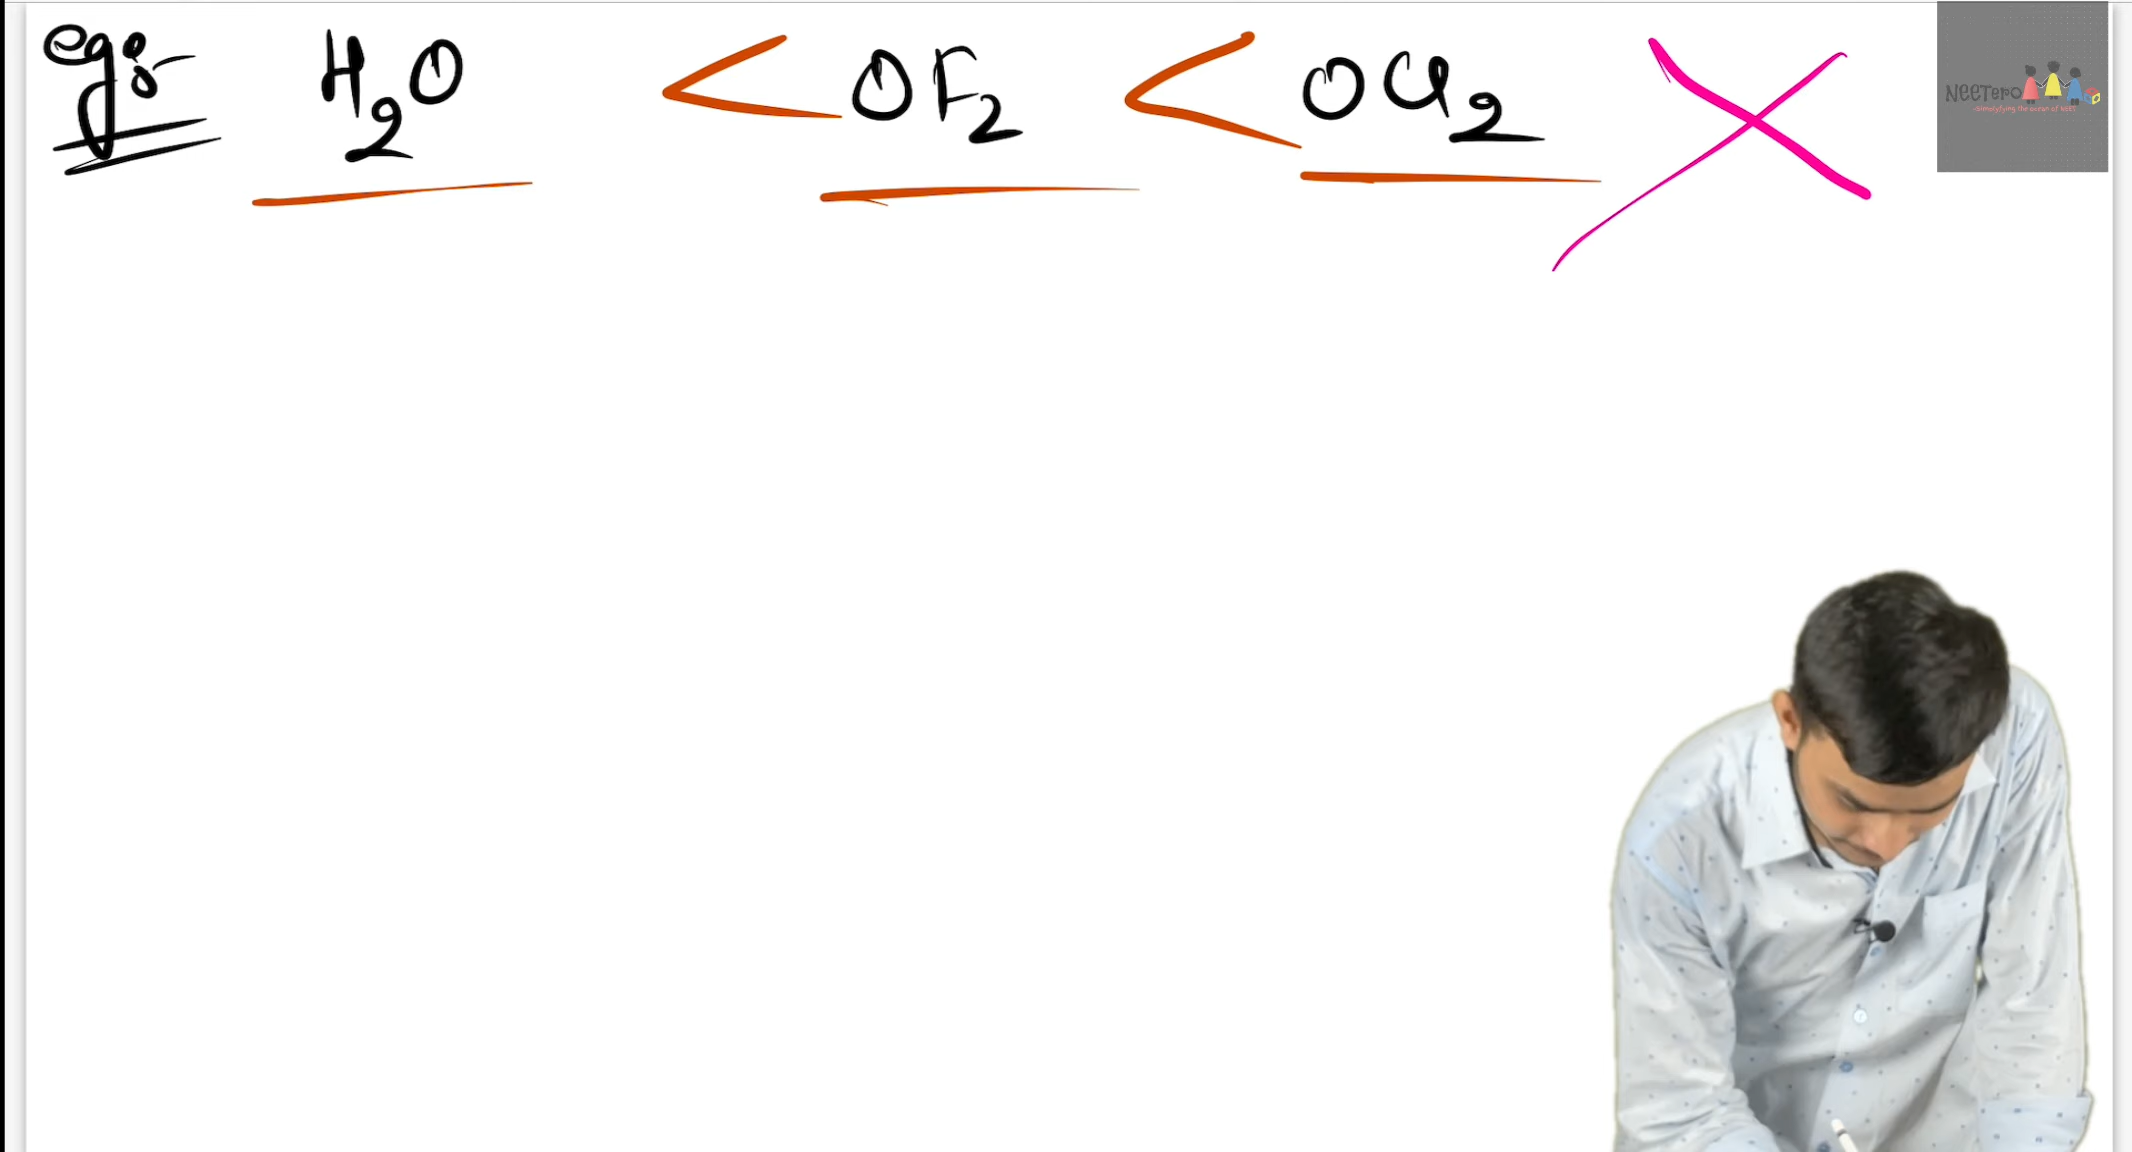 eg:- H₂O < OF₂ < OCl₂
NEETero